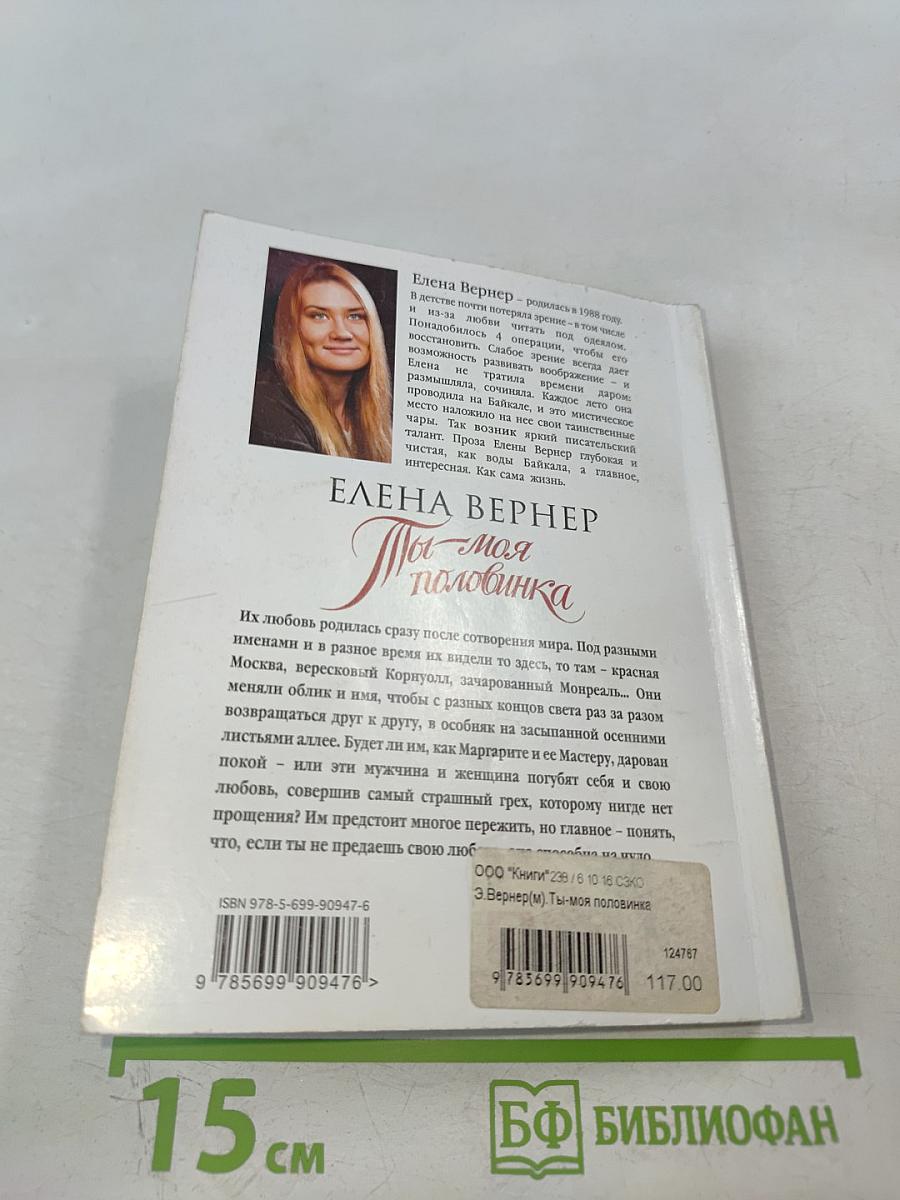 Елена Вернер – родилась в 1988 году.
В детстве почти потеряла зрение – в том числе
и из-за любви читать под одеялом.
Понадобилось 4 операции, чтобы его
восстановить. Слабое зрение всегда дает
возможность развивать воображение – и
Елена не тратила времени даром:
размышляла, сочиняла. Каждое лето она
проводила на Байкале, и это мистическое
место наложило на нее свои таинственные
чары. Так возник яркий писательский
талант. Проза Елены Вернер глубокая и
чистая, как воды Байкала, а главное,
интересная. Как сама жизнь.
ЕЛЕНА ВЕРНЕР
Ты–моя
половинка
Их любовь родилась сразу после сотворения мира. Под разными
именами и в разное время их видели то здесь, то там – красная
Москва, вересковый Корнуолл, зачарованный Монреаль... Они
меняли облик и имя, чтобы с разных концов света раз за разом
возвращаться друг к другу, в особняк на засыпанной осенними
листьями аллее. Будет ли им, как Маргарите и ее Мастеру, дарован
покой – или эти мужчина и женщина погубят себя и свою
любовь, совершив самый страшный грех, которому нигде нет
прощения? Им предстоит многое пережить, но главное – понять,
что, если ты не предаешь свою способна на чудо
ISBN 978-5-699-90947-6
9 785699 909476 >
ООО "Книги" 239 / 6 10 16 СЗКО
Э.Вернер(м).Ты-моя половинка
124767
9 785699 909476
117.00
15 см
БФ БИБЛИОФАН